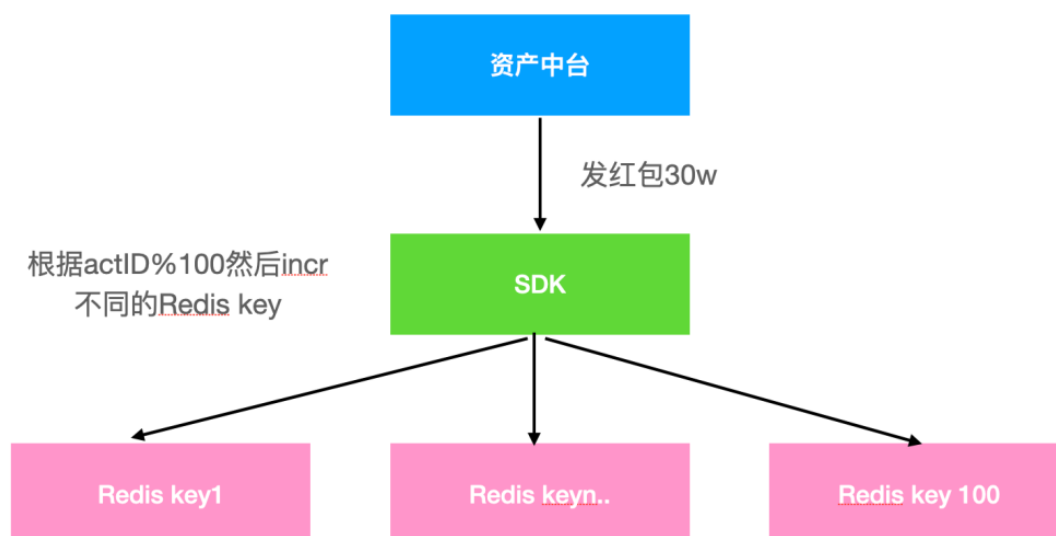 资产中台
发红包30w
根据actID%100然后incr
不同的Redis key
SDK
Redis key1
Redis keyn..
Redis key 100